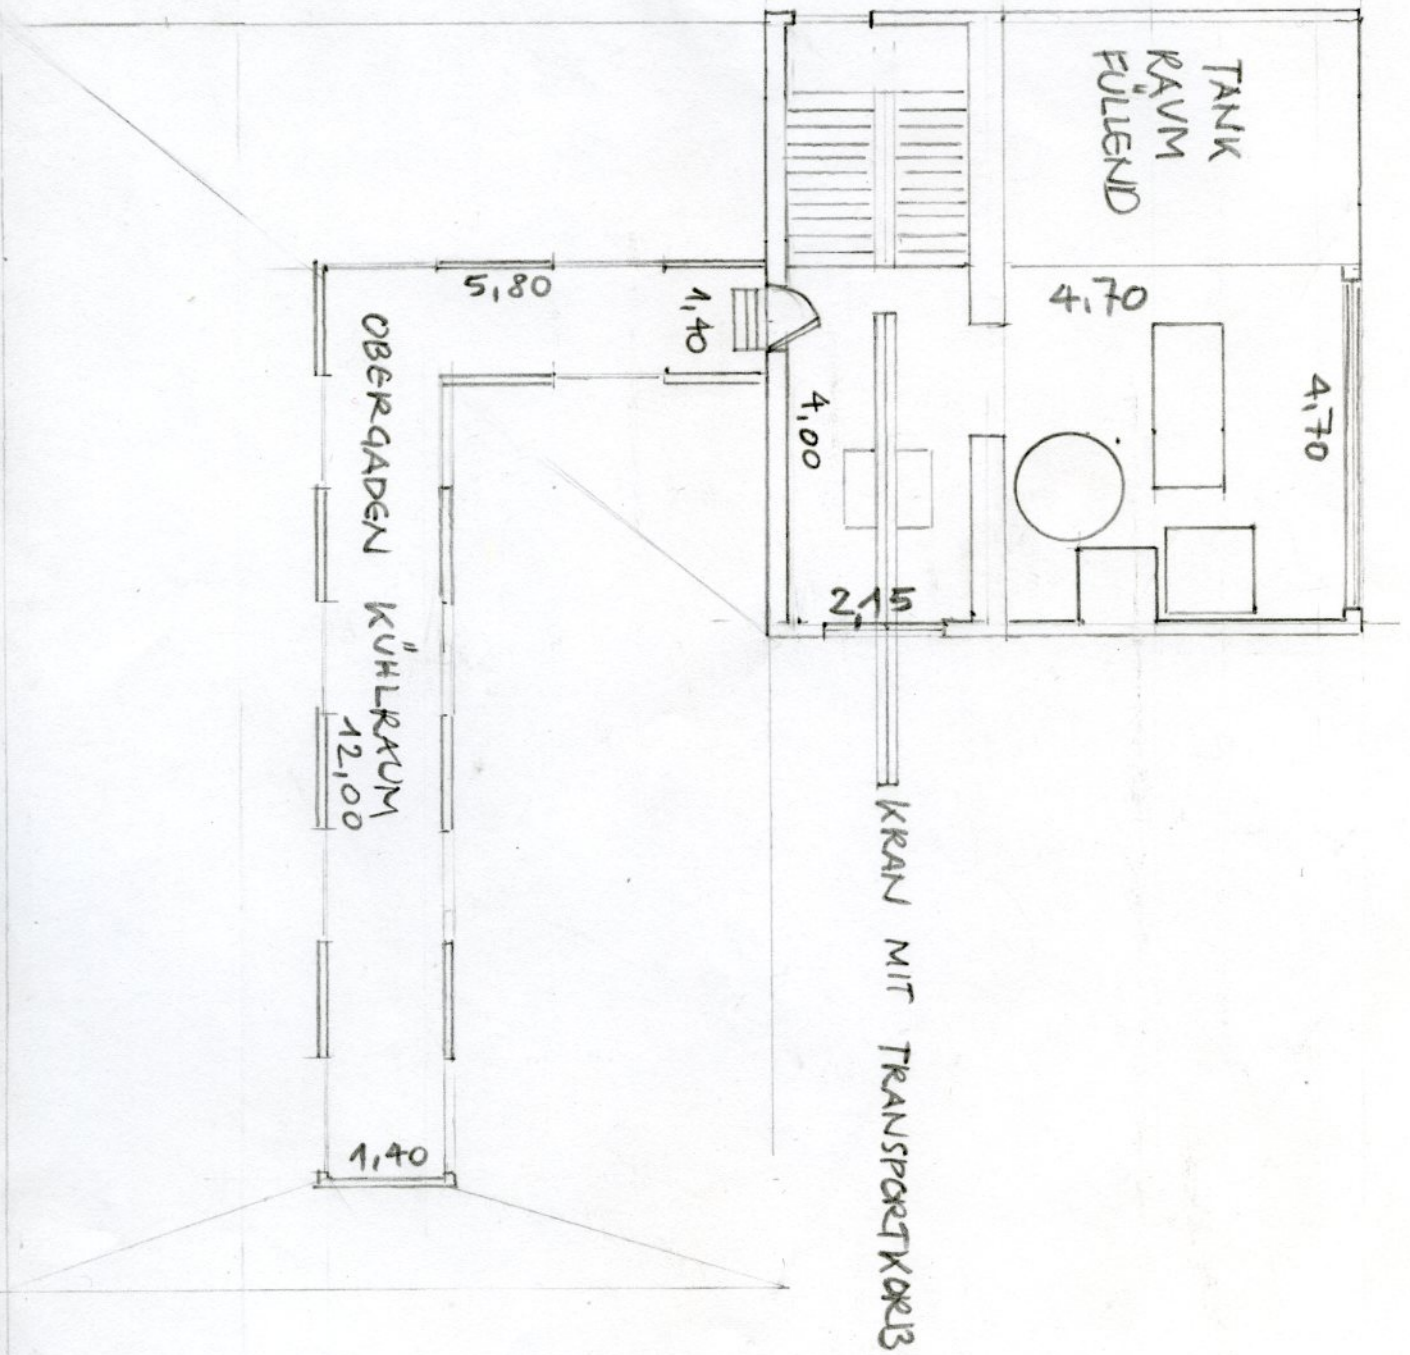 TANK
RAUM
FÜLLEND
5,80
1,40
4,70
4,70
4,00
2,15
OBERGADEN KÜHLRAUM
12,00
1,40
KRAN MIT TRANSPORTKORB